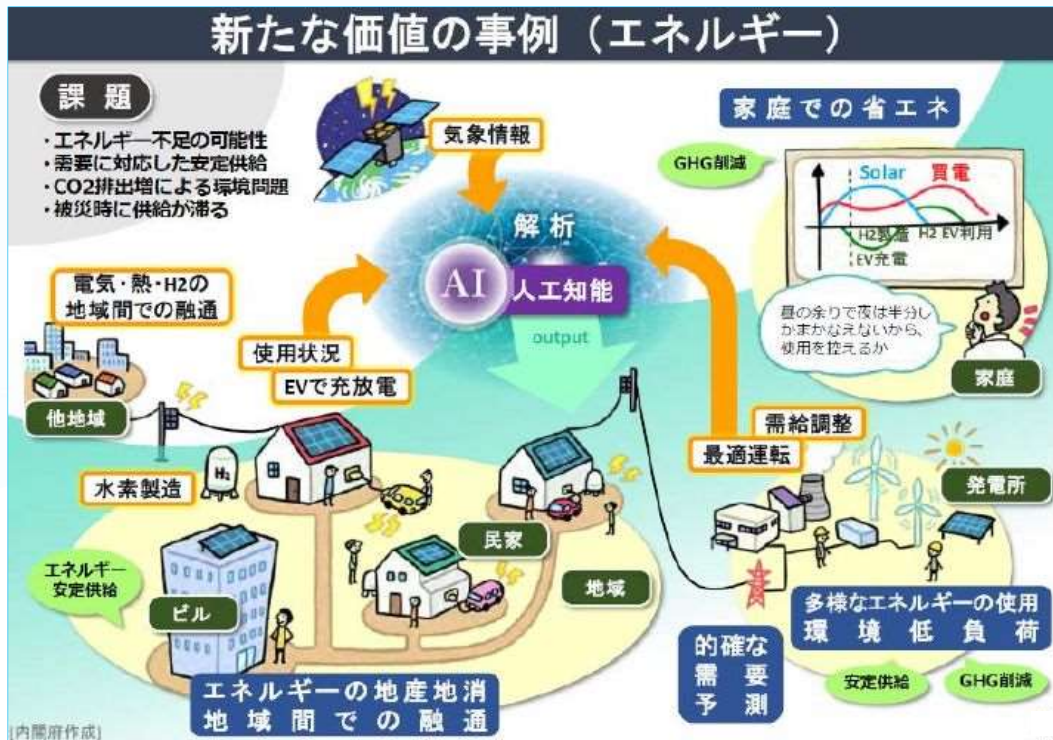 新たな価値の事例（エネルギー）
課題
・エネルギー不足の可能性
・需要に対応した安定供給
・CO2排出増による環境問題
・被災時に供給が滞る
気象情報
家庭での省エネ
GHG削減
Solar
買電
H2製造
H2 EV利用
EV充電
解析
AI
人工知能
output
昼の余りで夜は半分し
かまかなえないから、
使用を控えるか
家庭
電気・熱・H2の
地域間での融通
使用状況
EVで充放電
他地域
需給調整
最適運転
水素製造
H2
発電所
民家
エネルギー
安定供給
ビル
地域
多様なエネルギーの使用
環境低負荷
的確な
需要
予測
安定供給
GHG削減
エネルギーの地産地消
地域間での融通
[内閣府作成]